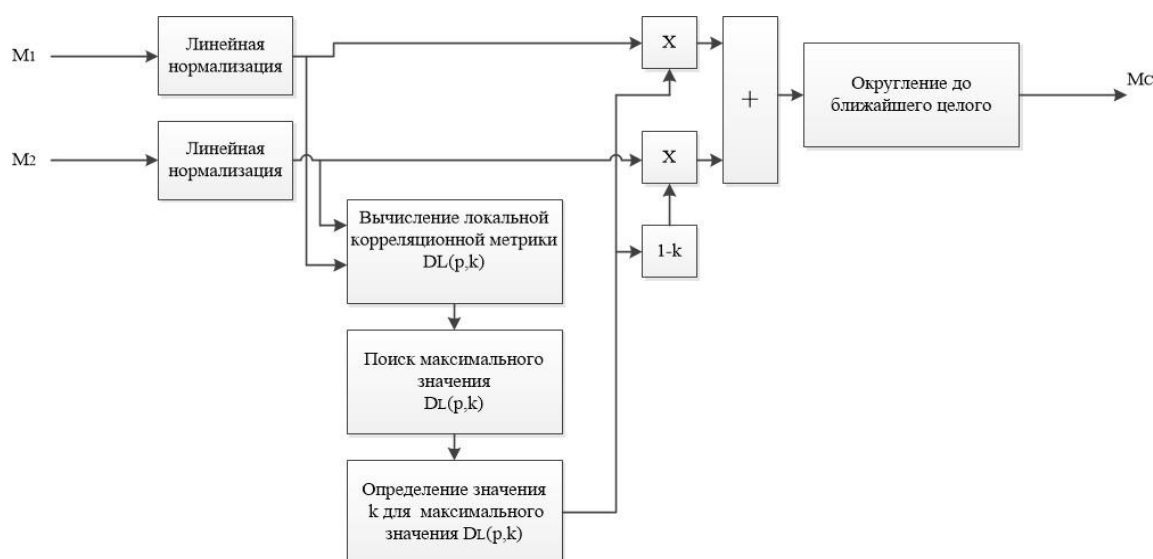 M1
Линейная
нормализация
X
+
Округление до
ближайшего целого
MC
M2
Линейная
нормализация
X
Вычисление локальной
корреляционной метрики
DL(p,k)
1-k
Поиск максимального
значения
DL(p,k)
Определение значения
k для максимального
значения DL(p,k)